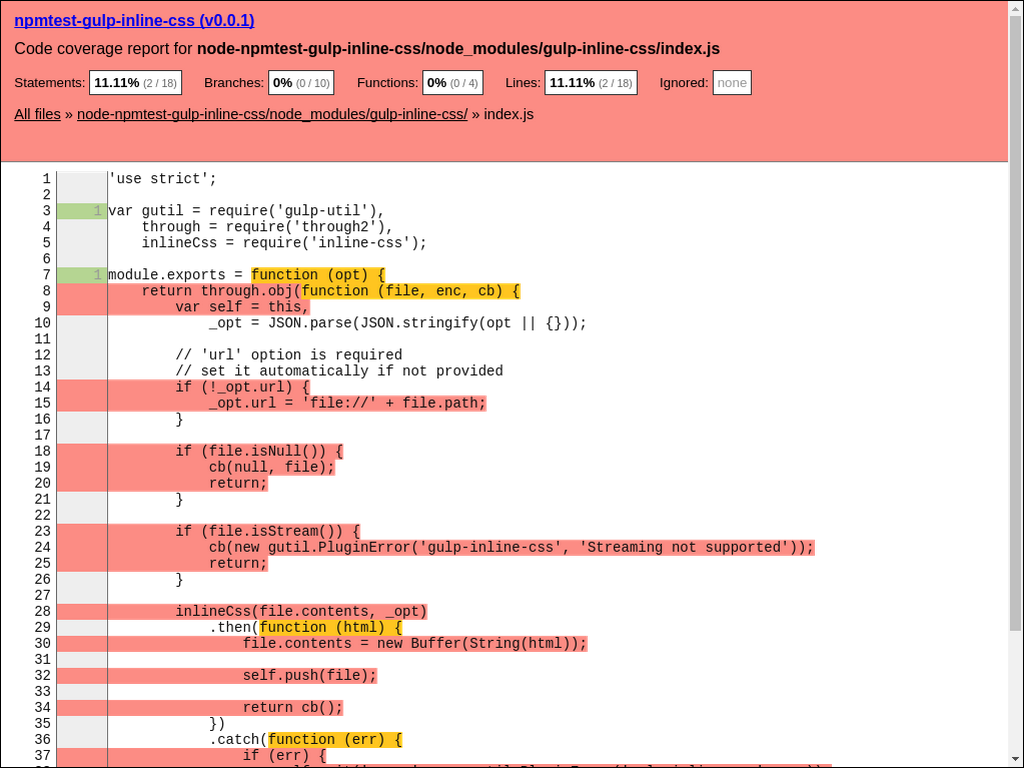 npmtest-gulp-inline-css (v0.0.1)
Code coverage report for node-npmtest-gulp-inline-css/node_modules/gulp-inline-css/index.js
Statements: 11.11% (2 / 18) Branches: 0% (0 / 10) Functions: 0% (0 / 4) Lines: 11.11% (2 / 18) Ignored: none
All files » node-npmtest-gulp-inline-css/node_modules/gulp-inline-css/ » index.js
1 'use strict';
2
3 1 var gutil = require('gulp-util'),
4 through = require('through2'),
5 inlineCss = require('inline-css');
6
7 1 module.exports = function (opt) {
8 return through.obj(function (file, enc, cb) {
9 var self = this,
10 _opt = JSON.parse(JSON.stringify(opt || {}));
11
12 // 'url' option is required
13 // set it automatically if not provided
14 if (!_opt.url) {
15 _opt.url = 'file://' + file.path;
16 }
17
18 if (file.isNull()) {
19 cb(null, file);
20 return;
21 }
22
23 if (file.isStream()) {
24 cb(new gutil.PluginError('gulp-inline-css', 'Streaming not supported'));
25 return;
26 }
27
28 inlineCss(file.contents, _opt)
29 .then(function (html) {
30 file.contents = new Buffer(String(html));
31
32 self.push(file);
33
34 return cb();
35 })
36 .catch(function (err) {
37 if (err) {